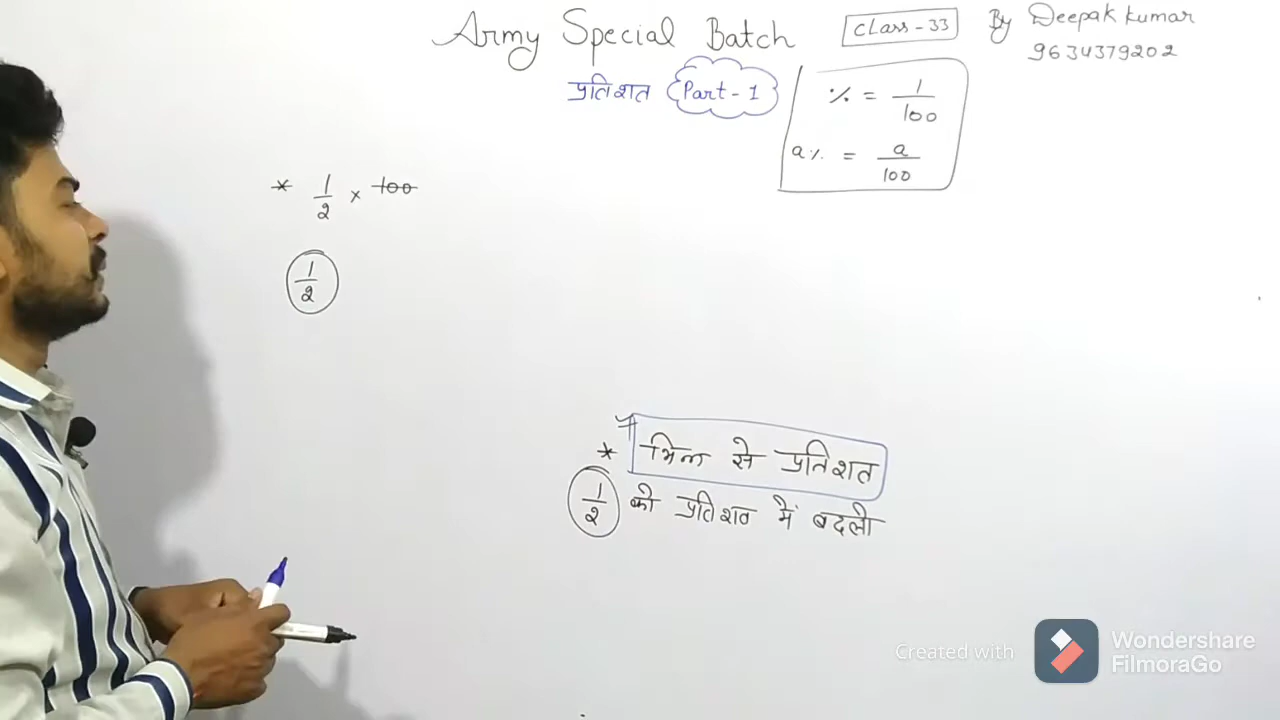 Army Special Batch
Class-33
By Deepak kumar
9634379202
प्रतिशत
Part-1
% = 1/100
a% = a/100
* 1/2 × 100
1/2
* भिन्न से प्रतिशत
1/2 को प्रतिशत में बदलो
Created with
Wondershare
FilmoraGo